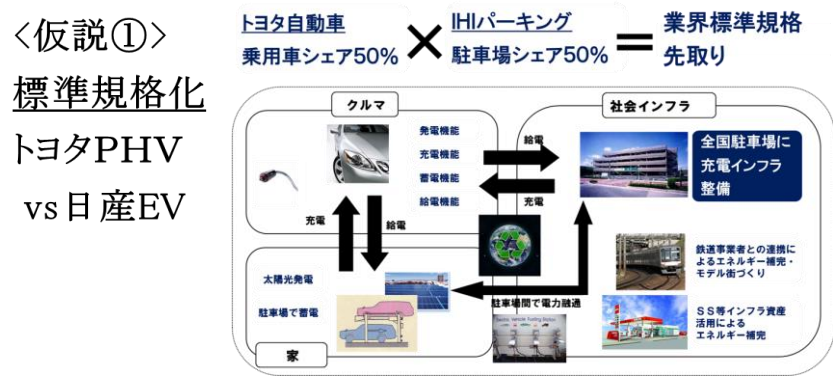 <仮説①>
標準規格化
トヨタPHV
vs日産EV
トヨタ自動車
乗用車シェア50%
×
IHIパーキング
駐車場シェア50%
=
業界標準規格
先取り
クルマ
発電機能
充電機能
蓄電機能
給電機能
給電
充電
社会インフラ
全国駐車場に
充電インフラ
整備
充電
給電
太陽光発電
駐車場で蓄電
家
駐車場間で電力融通
Electric Vehicle Fueling Station
鉄道事業者との連携に
よるエネルギー補完・
モデル街づくり
SS等インフラ資産
活用による
エネルギー補完